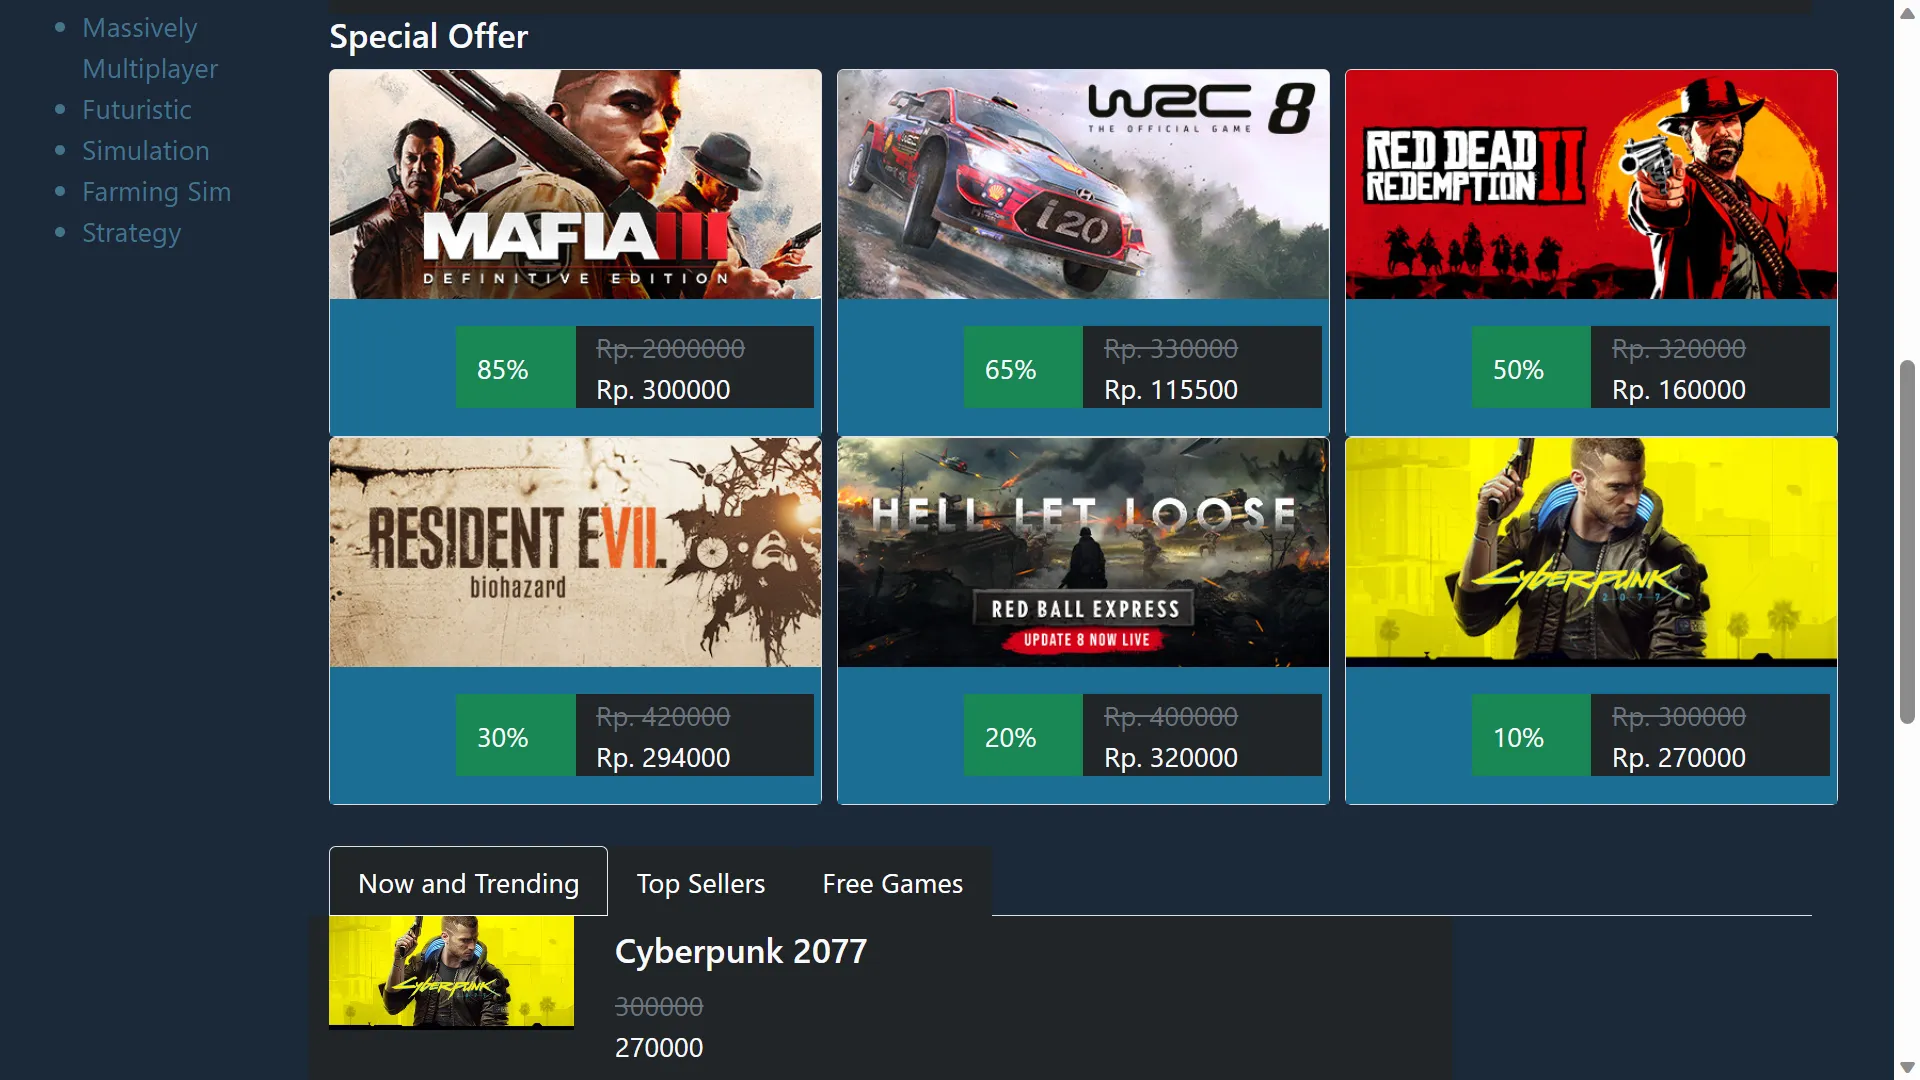 Massively
Multiplayer
Futuristic
Simulation
Farming Sim
Strategy
Special Offer
MAFIA III
DEFINITIVE EDITION
WRC 8
THE OFFICIAL GAME
i20
RED DEAD
REDEMPTION II
85%
Rp. 2000000
Rp. 300000
65%
Rp. 330000
Rp. 115500
50%
Rp. 320000
Rp. 160000
RESIDENT EVII.
biohazard
HELL LET LOOSE
RED BALL EXPRESS
UPDATE 8 NOW LIVE
Cyberpunk
2077
30%
Rp. 420000
Rp. 294000
20%
Rp. 400000
Rp. 320000
10%
Rp. 300000
Rp. 270000
Now and Trending
Top Sellers
Free Games
Cyberpunk
Cyberpunk 2077
300000
270000